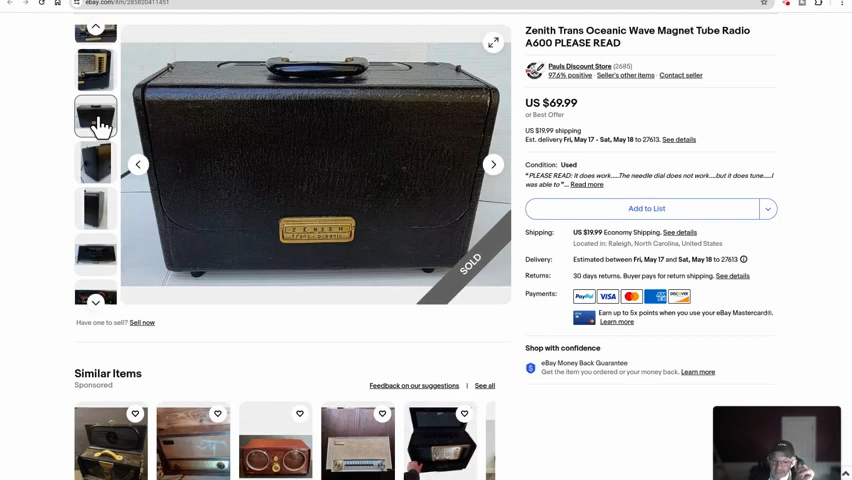 ebay.com/itm/285820411451
Zenith Trans Oceanic Wave Magnet Tube Radio
A600 PLEASE READ
Pauls Discount Store (2685)
97.6% positive · Seller's other items · Contact seller
US $69.99
or Best Offer
US $19.99 shipping
Est. delivery Fri, May 17 - Sat, May 18 to 27613. See details
Condition: Used
"PLEASE READ: It does work.....The needle dial does not work...but it does tune.....I
was able to"... Read more
Add to List
Shipping: US $19.99 Economy Shipping. See details
Located in: Raleigh, North Carolina, United States
Delivery: Estimated between Fri, May 17 and Sat, May 18 to 27613
Returns: 30 days returns. Buyer pays for return shipping. See details
Payments: PayPal VISA DISCOVER
Earn up to 5x points when you use your eBay Mastercard®.
Learn more
Shop with confidence
eBay Money Back Guarantee
Get the item you ordered or your money back. Learn more
ZENITH
trans-oceanic
SOLD
Have one to sell? Sell now
Similar Items
Sponsored
Feedback on our suggestions | See all